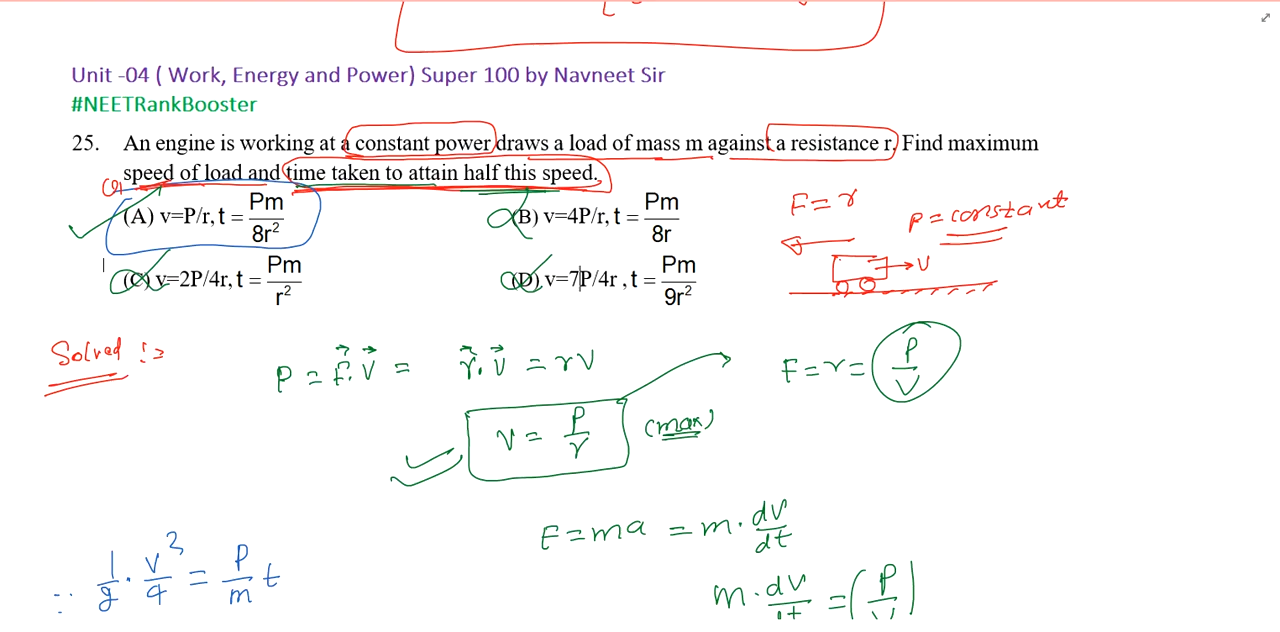 Unit -04 ( Work, Energy and Power) Super 100 by Navneet Sir
#NEETRankBooster
25. An engine is working at a constant power draws a load of mass m against a resistance r. Find maximum
speed of load and time taken to attain half this speed.
(A) v=P/r, t = Pm/8r² (B) v=4P/r, t = Pm/8r
(C) v=2P/4r, t = Pm/r² (D) v=7P/4r , t = Pm/9r²
F = r
P = constant
v
Solved :>
P = F⃗.V⃗ = r⃗.V⃗ = rV
F = r = P/V
V = P/r (max)
F = ma = m. dv/dt
∵ 1/2 . v²/4 = P/m t
m. dv/dt = (P/v)